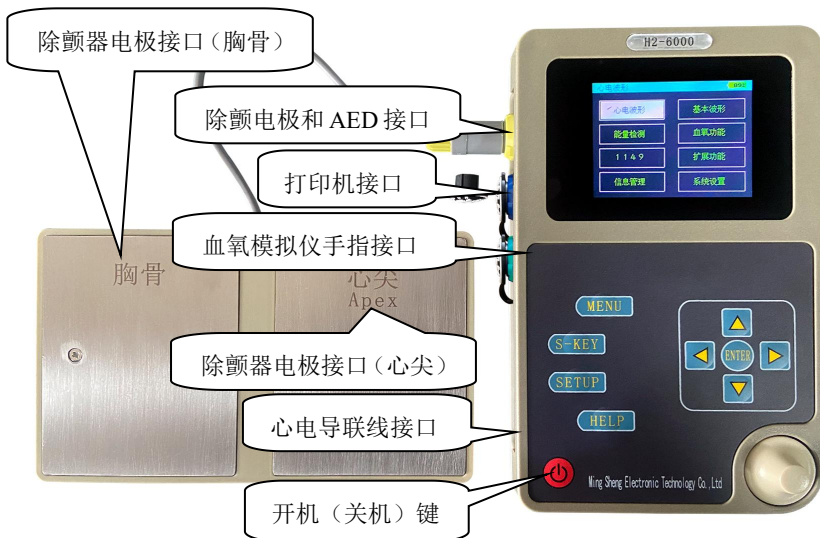 除颤器电极接口(胸骨)
除颤电极和 AED 接口
打印机接口
血氧模拟仪手指接口
胸骨
心尖
Apex
除颤器电极接口(心尖)
心电导联线接口
开机(关机)键
H2-6000
心电波形
心电波形
基本波形
能量检测
血氧功能
1149
扩展功能
信息管理
系统设置
MENU
S-KEY
SETUP
HELP
ENTER
Ming Sheng Electronic Technology Co.,Ltd